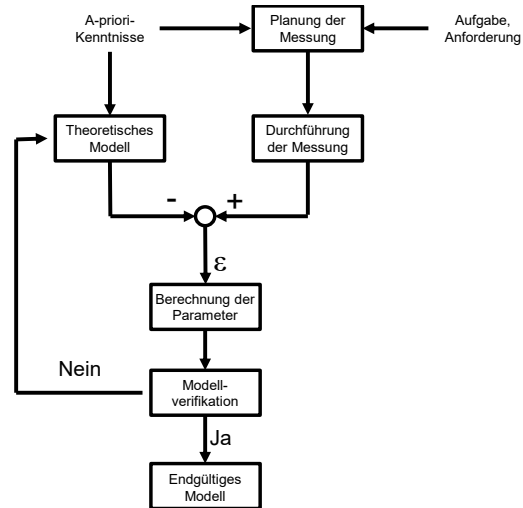 A-priori-
Kenntnisse
Planung der
Messung
Aufgabe,
Anforderung
Theoretisches
Modell
Durchführung
der Messung
-
+
ε
Berechnung der
Parameter
Nein
Modell-
verifikation
Ja
Endgültiges
Modell